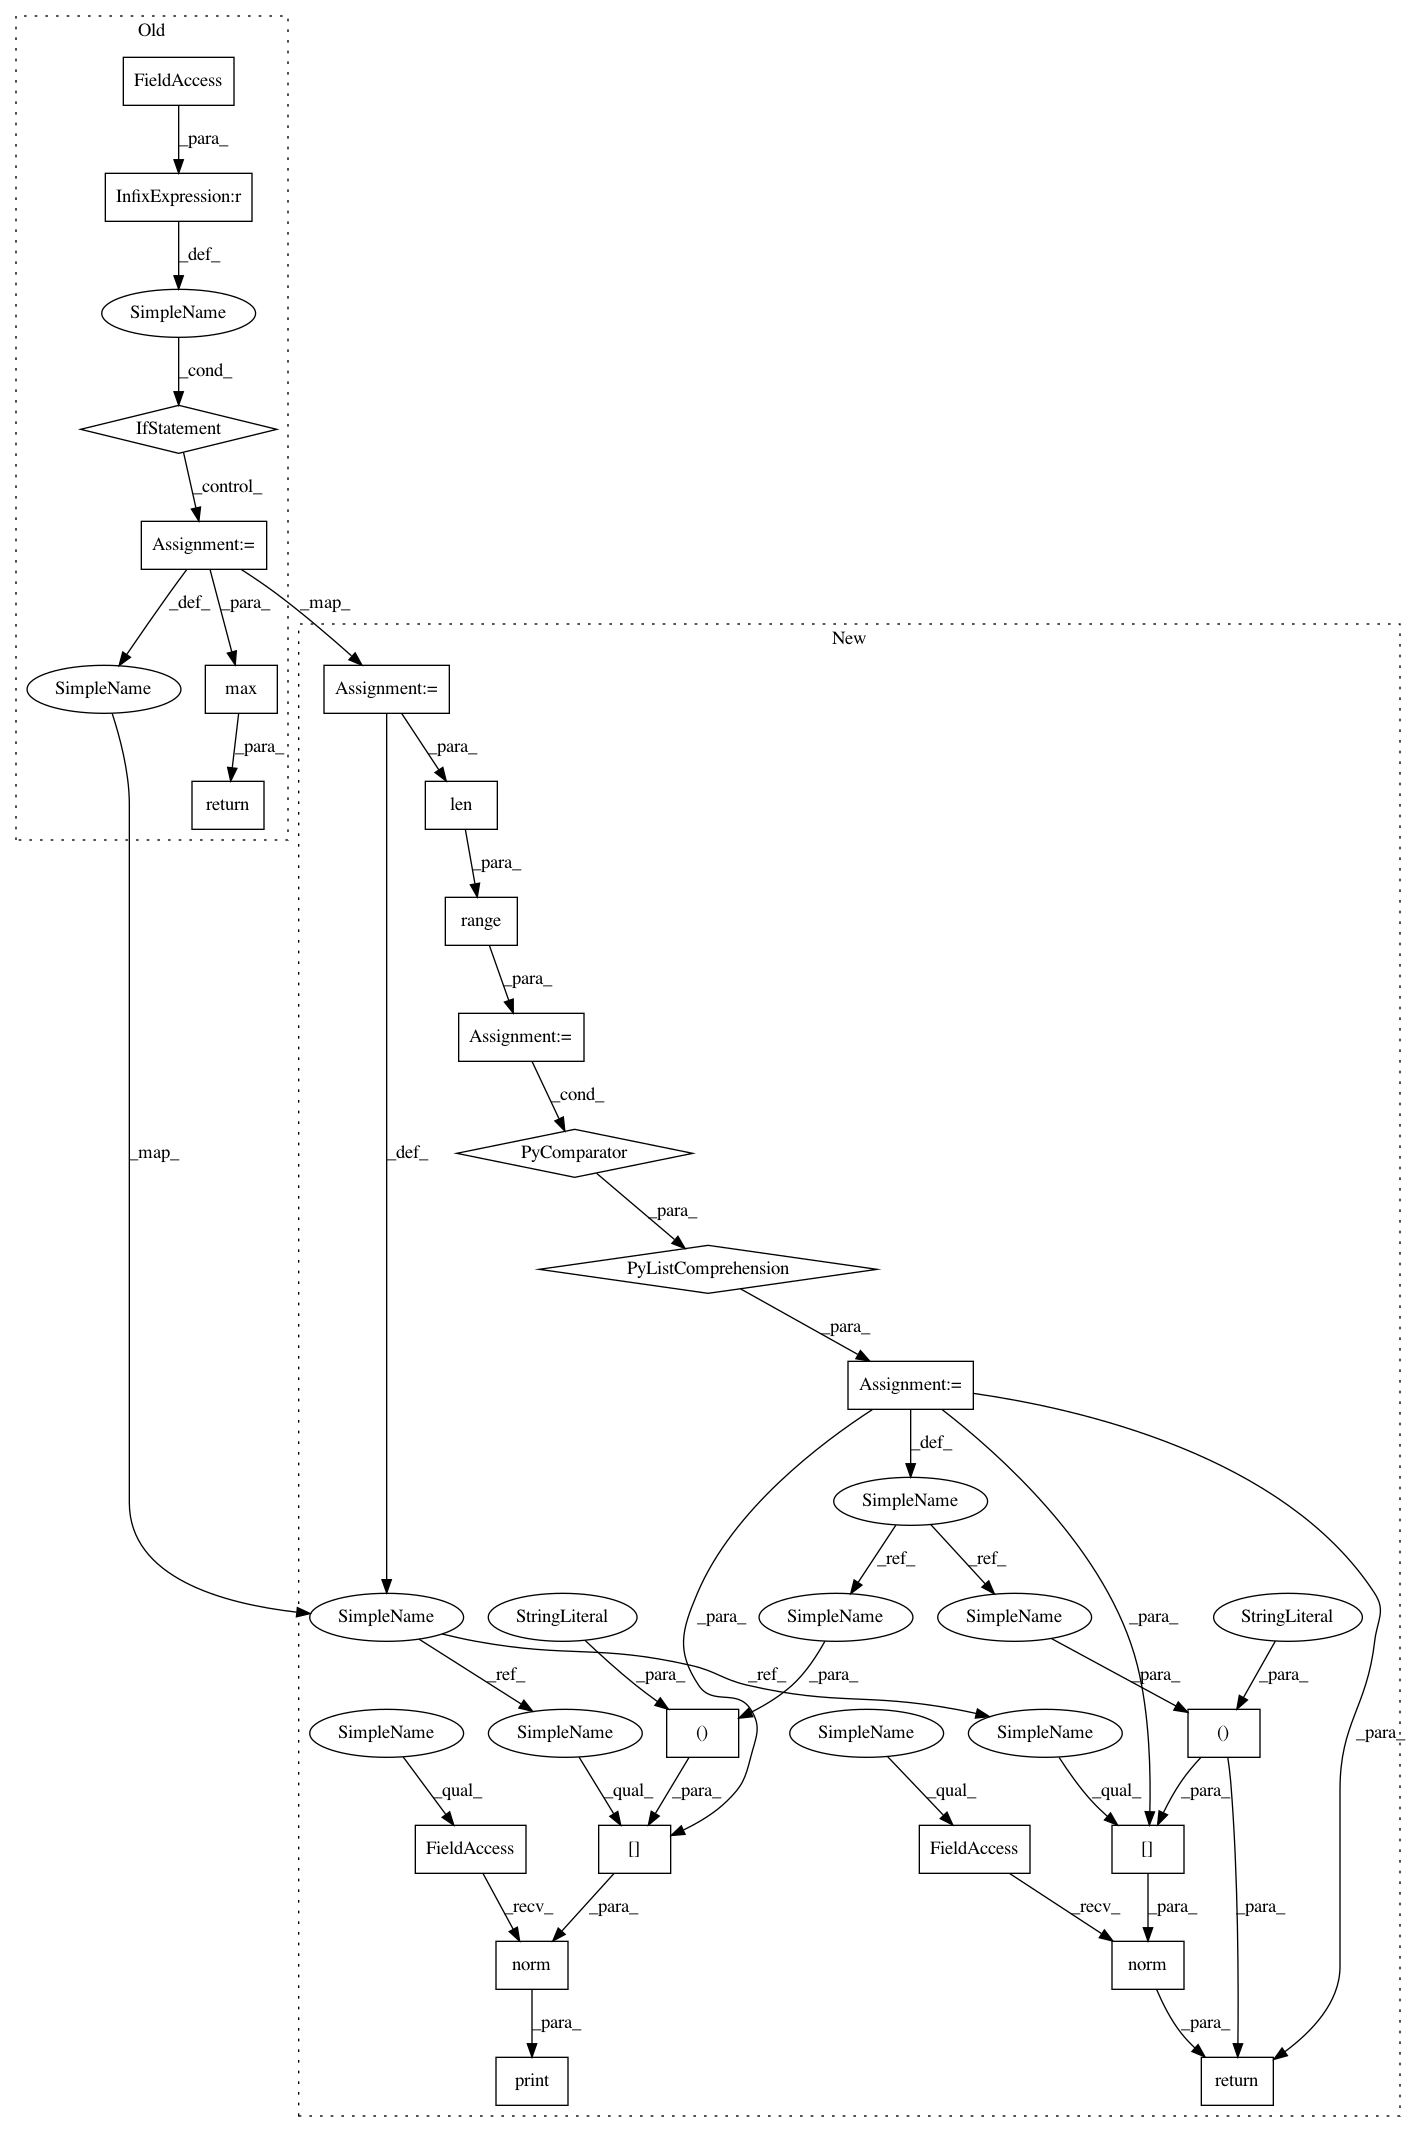 Old
FieldAccess
_para_
InfixExpression:r
_def_
SimpleName
_cond_
IfStatement
_control_
Assignment:=
_def_
_para_
_map_
New
SimpleName
max
Assignment:=
_para_
_para_
return
len
_para_
range
_para_
Assignment:=
_cond_
_map_
_def_
PyComparator
_para_
PyListComprehension
_para_
Assignment:=
_def_
SimpleName
_ref_
_ref_
SimpleName
StringLiteral
SimpleName
SimpleName
StringLiteral
_para_
_para_
_ref_
_para_
_ref_
_para_
_para_
_para_
SimpleName
SimpleName
()
SimpleName
SimpleName
()
_para_
_qual_
_qual_
_para_
_qual_
_qual_
_para_
FieldAccess
[]
FieldAccess
[]
_recv_
_para_
_recv_
_para_
_para_
norm
norm
_para_
_para_
print
return